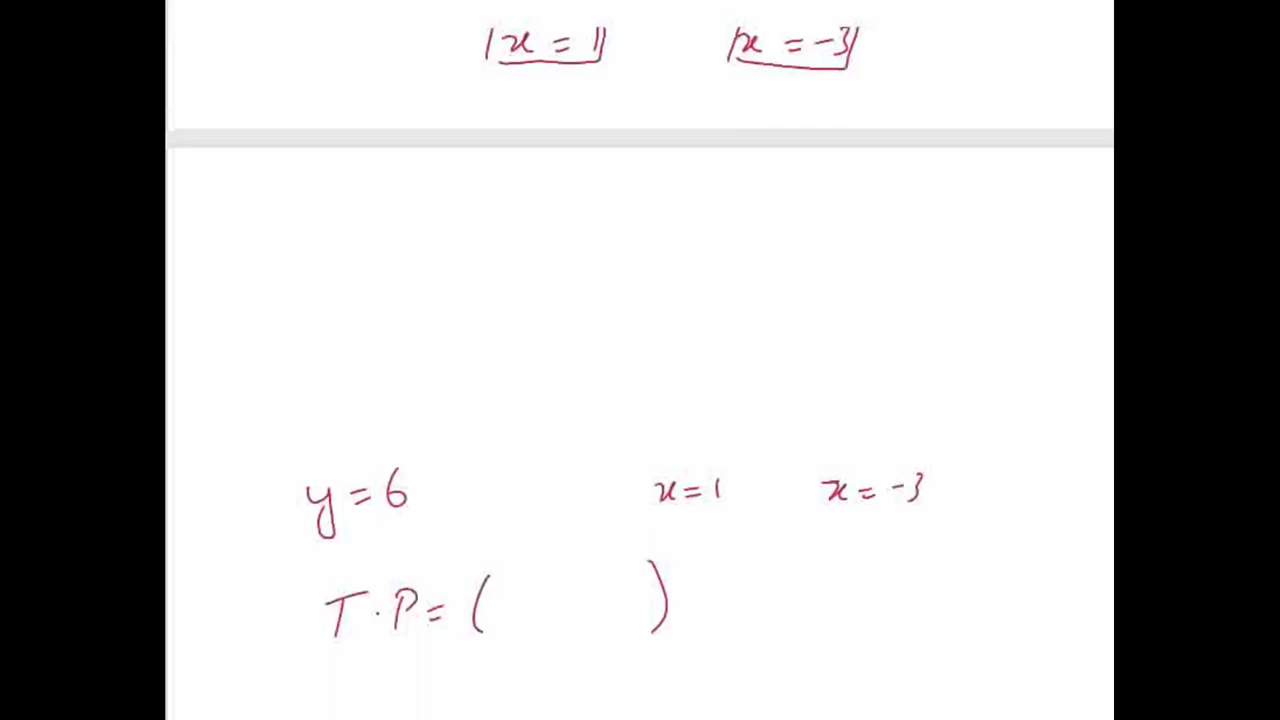 x = 1 x = -3
y = 6 x = 1 x = -3
T.P = ( )